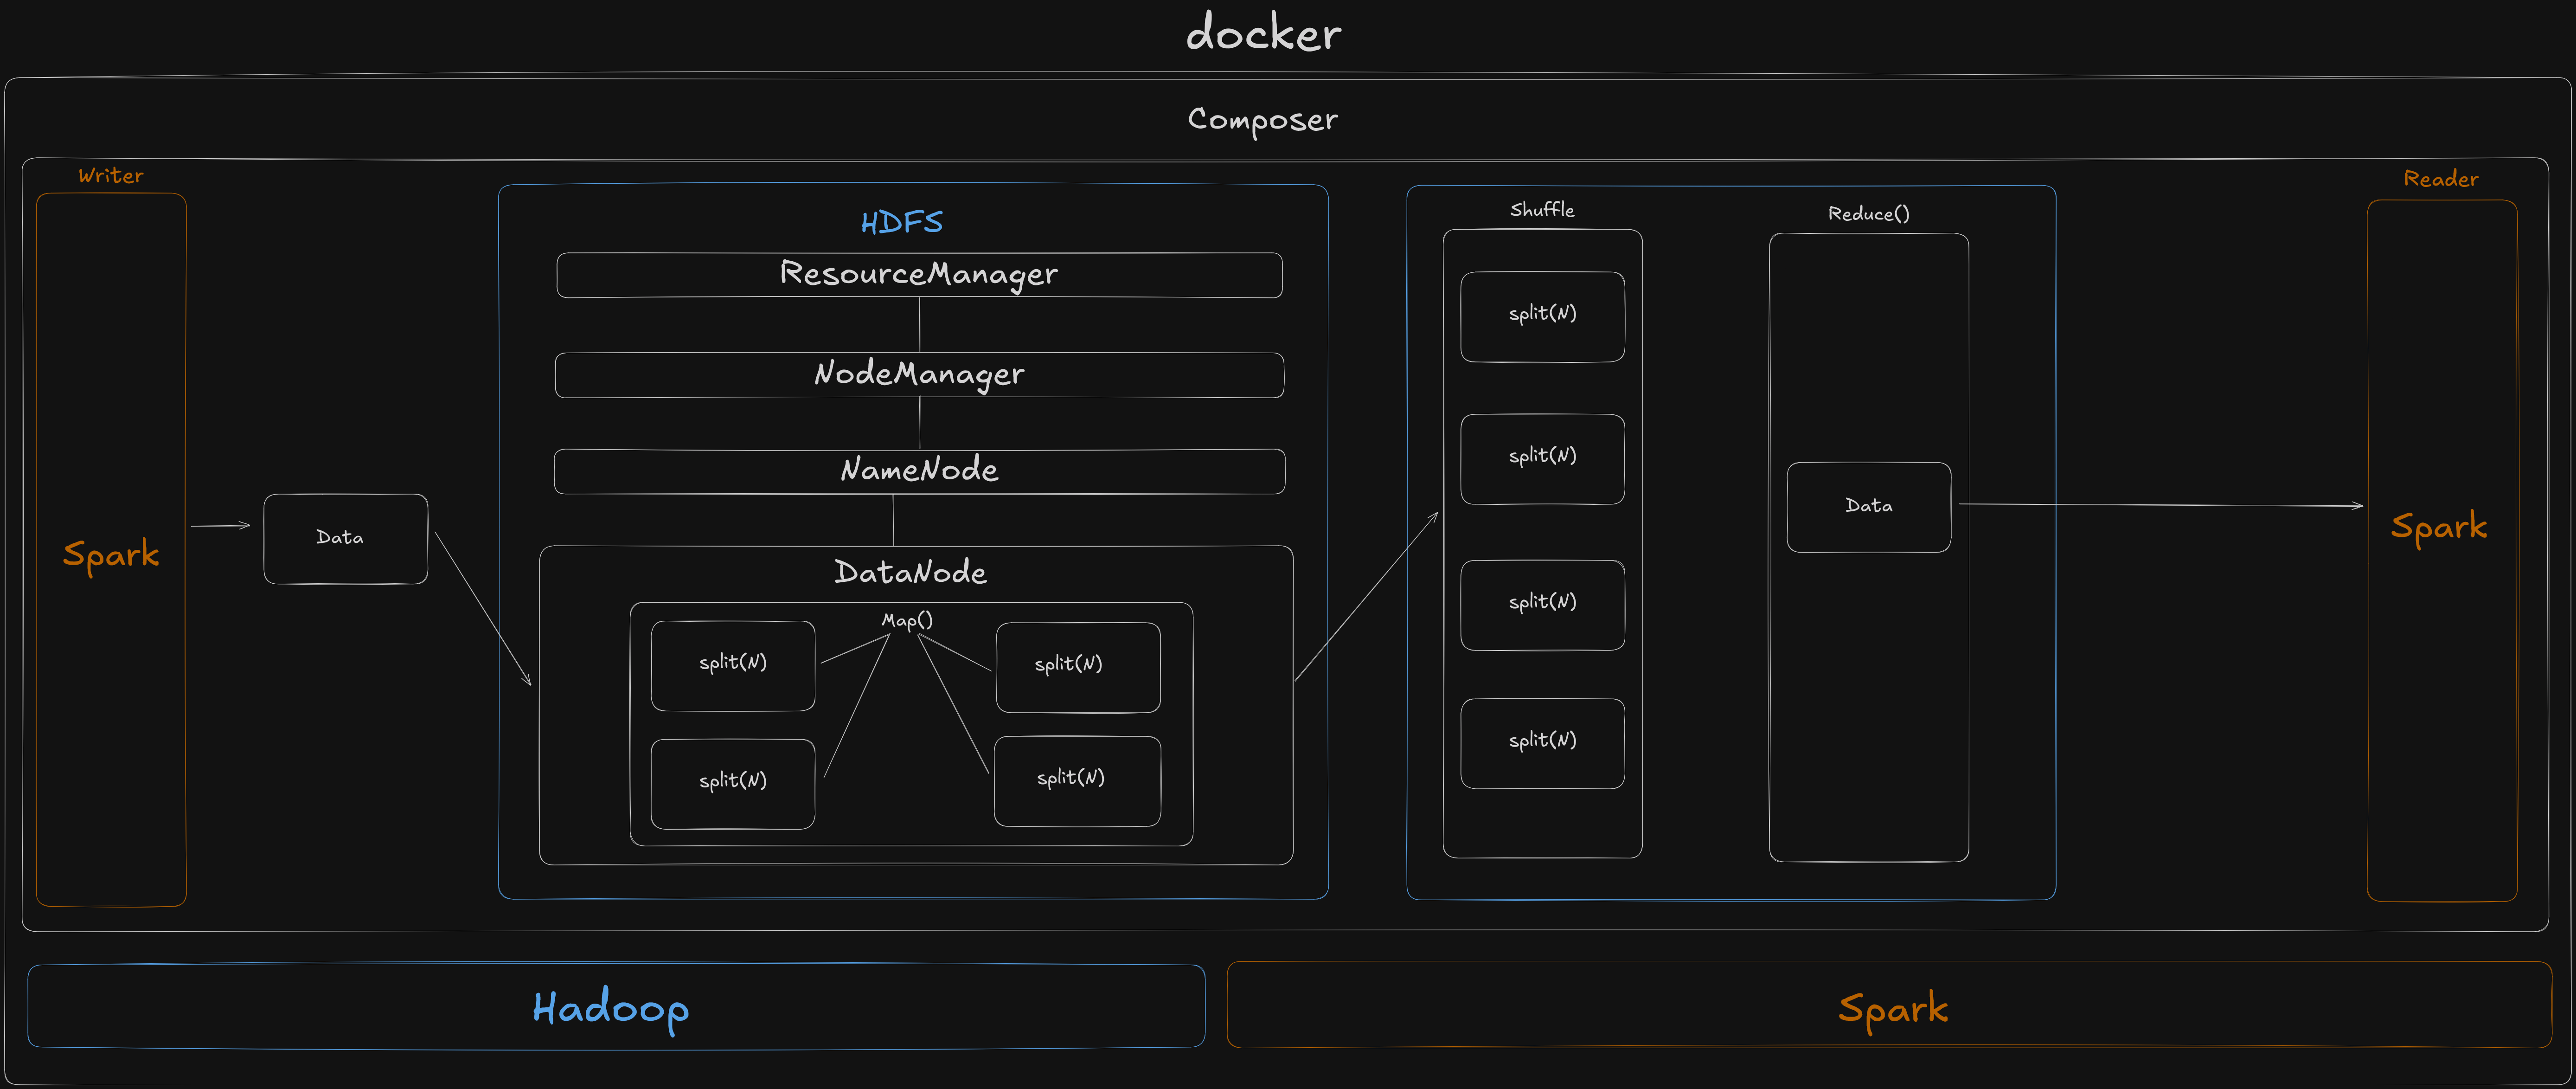 docker
Composer
Writer
Spark
Data
HDFS
ResourceManager
NodeManager
NameNode
DataNode
Map()
split(N)
split(N)
split(N)
split(N)
Shuffle
split(N)
split(N)
split(N)
split(N)
Reduce()
Data
Reader
Spark
Hadoop
Spark